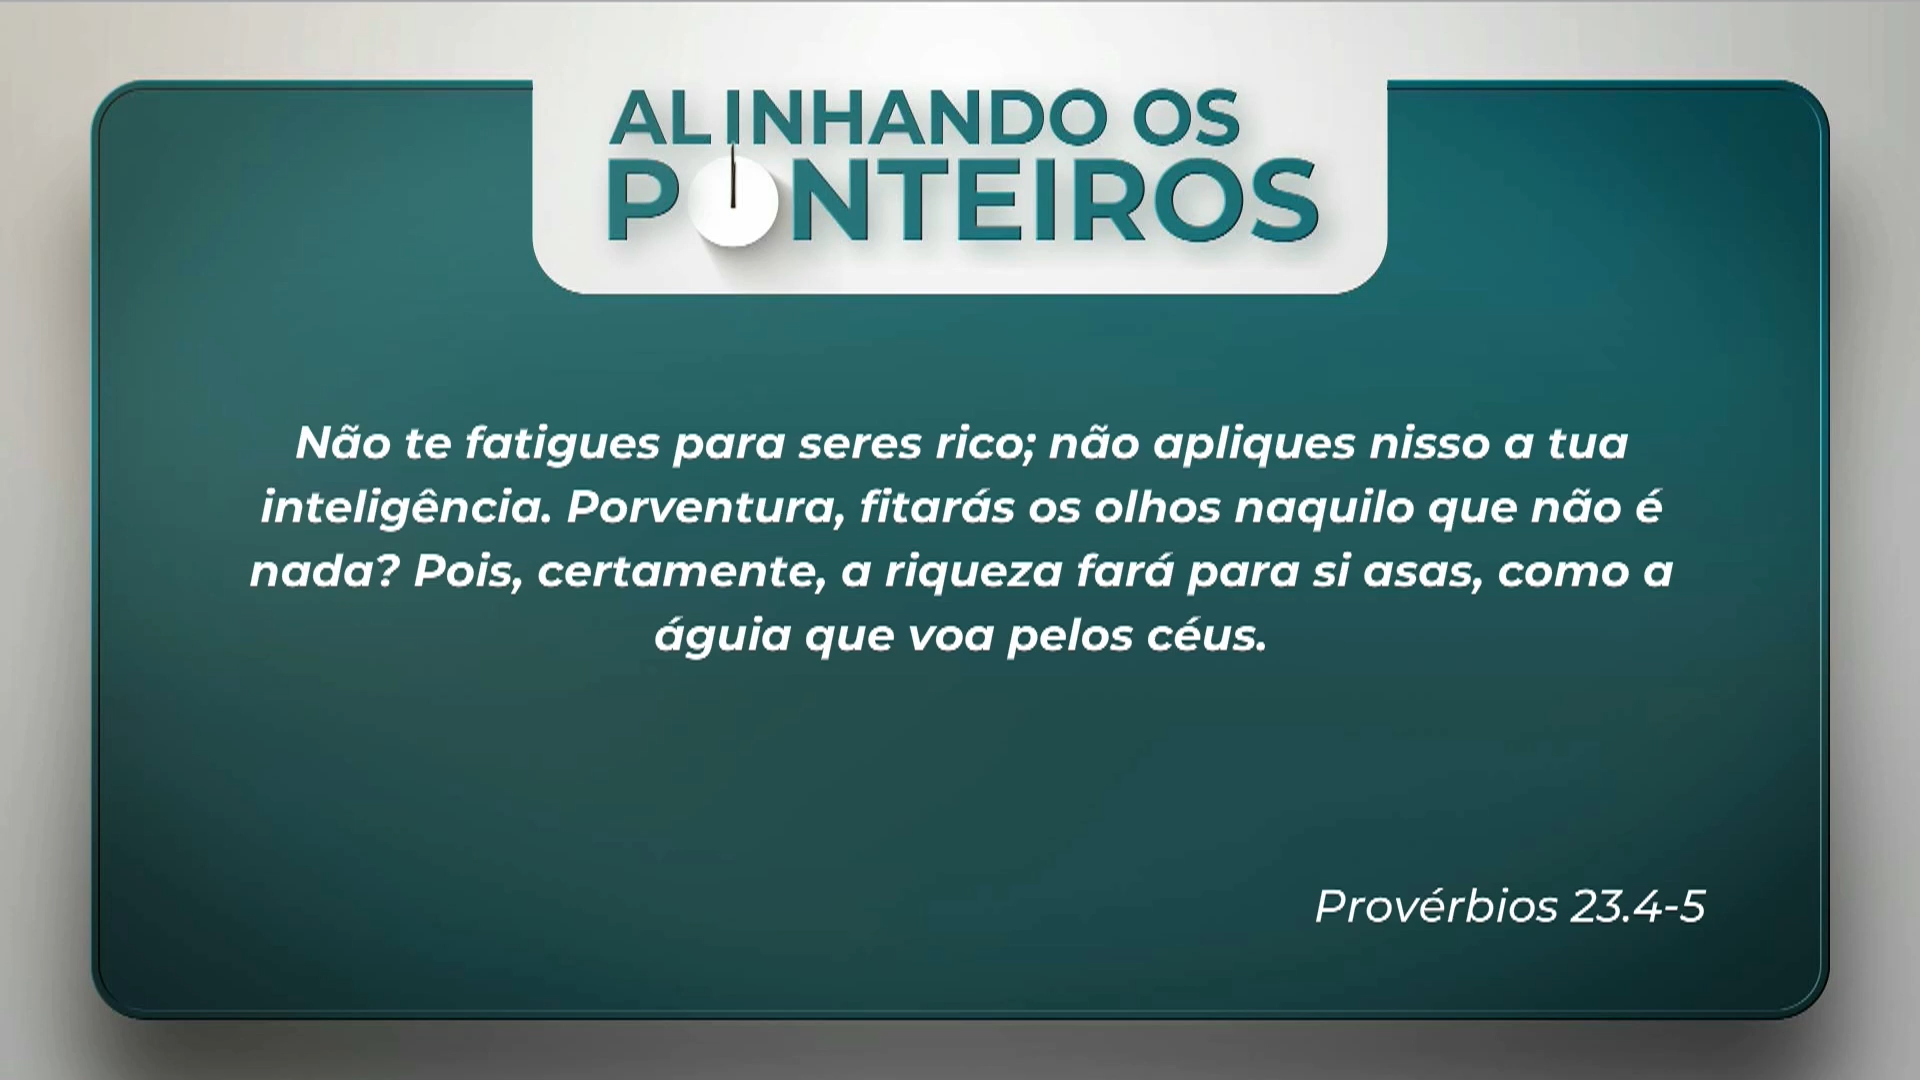 ALINHANDO OS
PONTEIROS
Não te fatigues para seres rico; não apliques nisso a tua
inteligência. Porventura, fitarás os olhos naquilo que não é
nada? Pois, certamente, a riqueza fará para si asas, como a
águia que voa pelos céus.
Provérbios 23.4-5